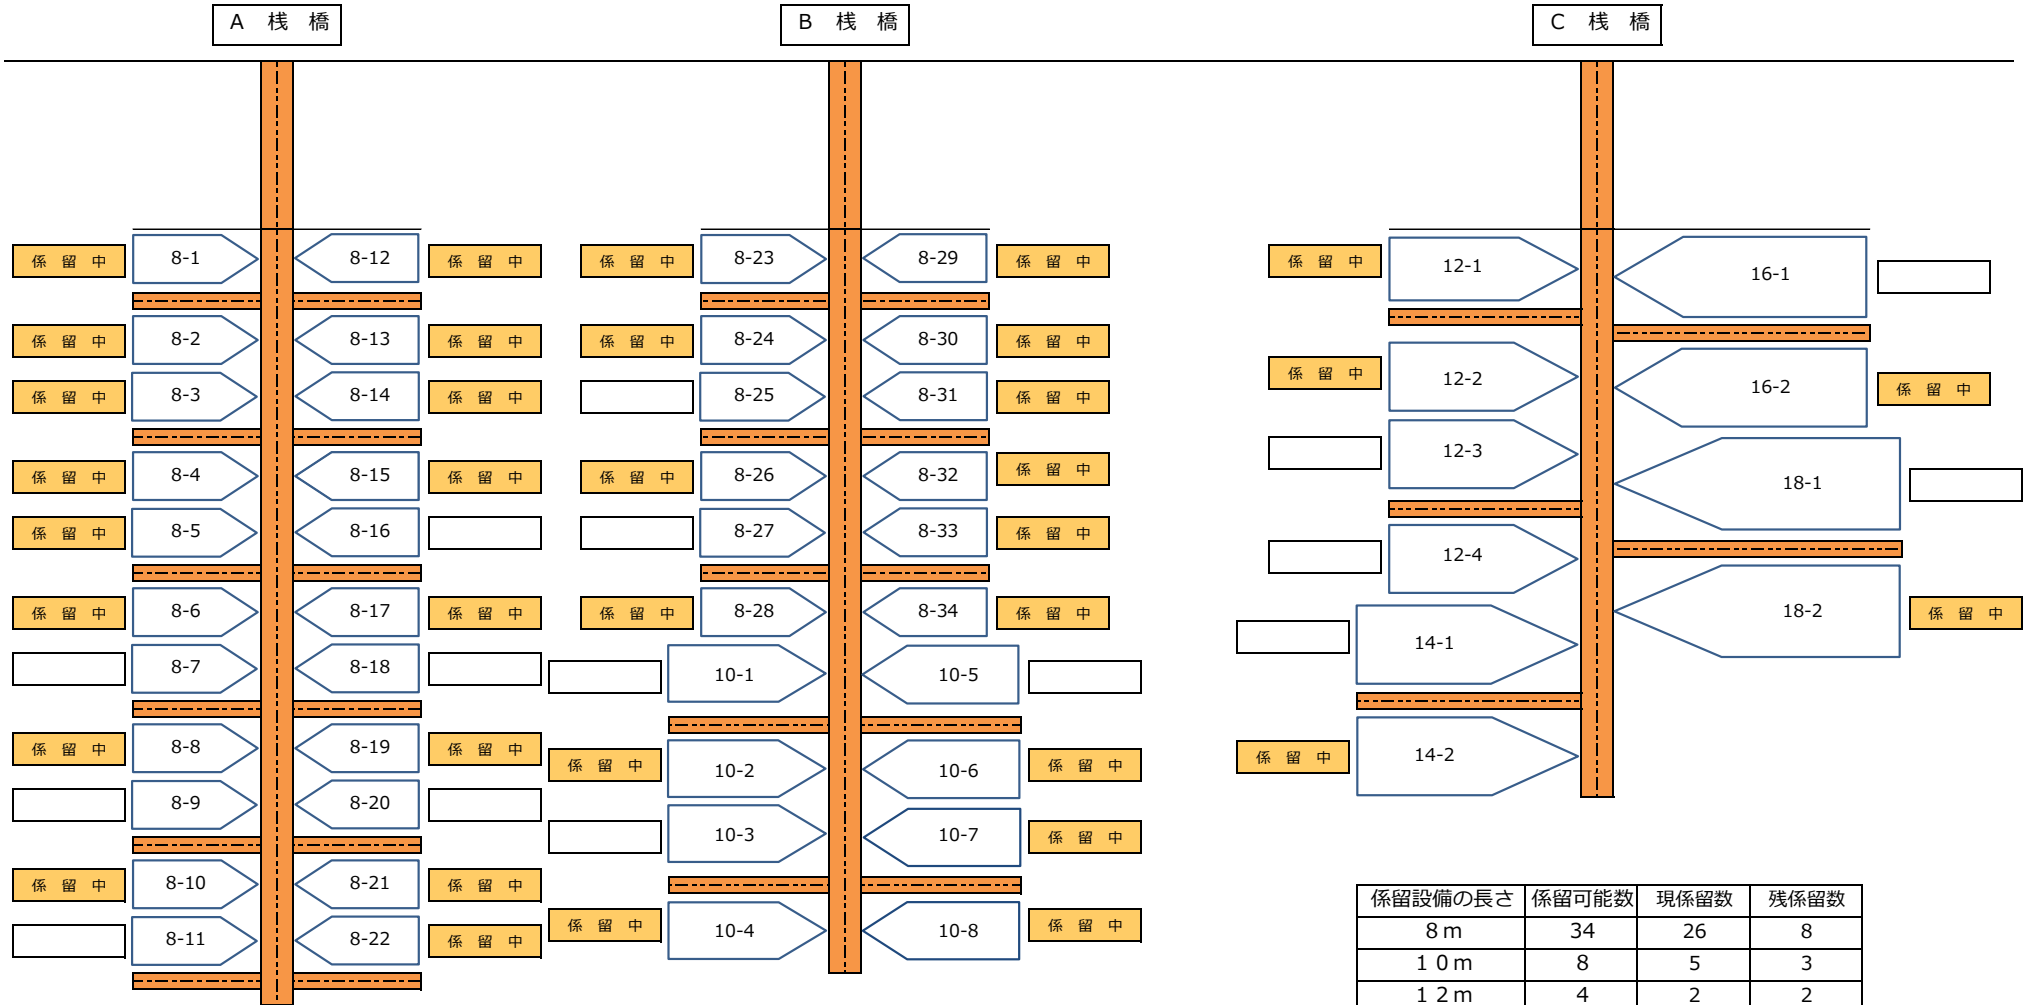 A 桟 橋 B 桟 橋 C 桟 橋
係 留 中 8-1 8-12 係 留 中 係 留 中 8-23 8-29 係 留 中 係 留 中 12-1 16-1
係 留 中 8-2 8-13 係 留 中 係 留 中 8-24 8-30 係 留 中
係 留 中 12-2 16-2 係 留 中
係 留 中 8-3 8-14 係 留 中 8-25 8-31 係 留 中
12-3
係 留 中 8-4 8-15 係 留 中 係 留 中 8-26 8-32 係 留 中
18-1
係 留 中 8-5 8-16 8-27 8-33 係 留 中
12-4
係 留 中 8-6 8-17 係 留 中 係 留 中 8-28 8-34 係 留 中
18-2 係 留 中
14-1
8-7 8-18 10-1 10-5
係 留 中 8-8 8-19 係 留 中
14-2 係 留 中
係 留 中 10-2 10-6 係 留 中
8-9 8-20
10-3 10-7 係 留 中
係 留 中 8-10 8-21 係 留 中
係 留 中 10-4 10-8 係 留 中
8-11 8-22 係 留 中
係留設備の長さ 係留可能数 現係留数 残係留数
8ｍ 34 26 8
１０ｍ 8 5 3
１２ｍ 4 2 2